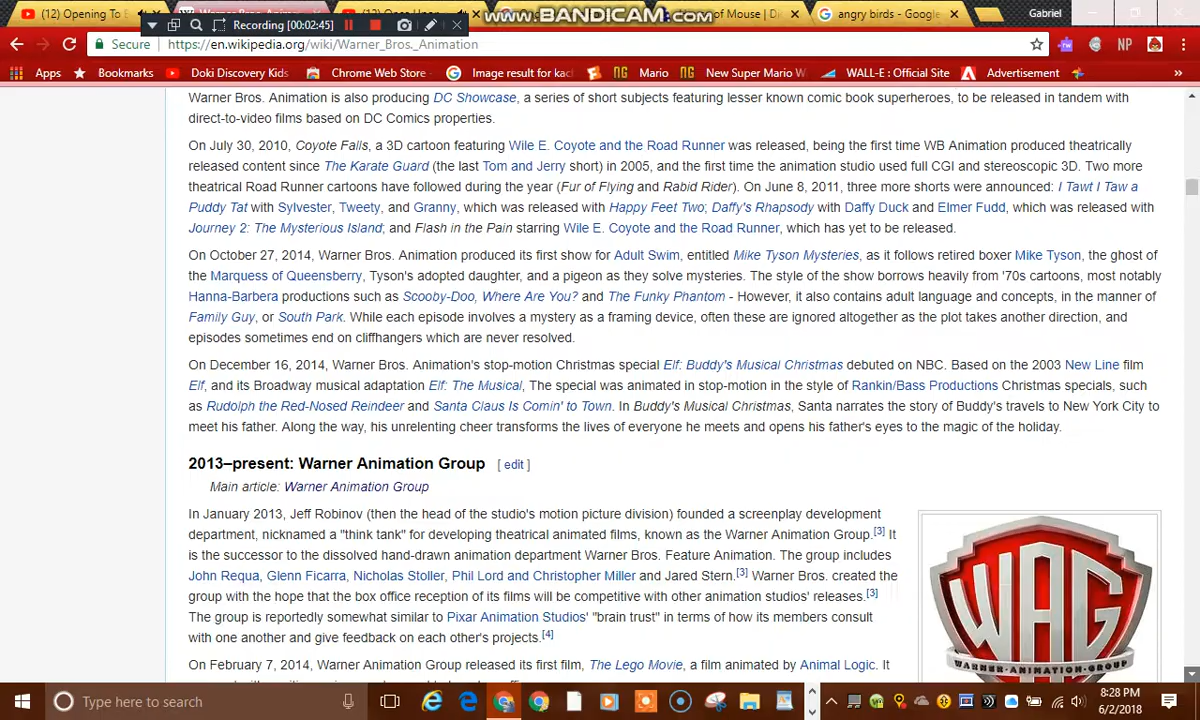 (12) Opening To
Warner Bros. Anim
(12) Once Upon
of Mouse | Di
angry birds - Google
Gabriel
Recording [00:02:45]
www.BANDICAM.com
Secure
https://en.wikipedia.org/wiki/Warner_Bros._Animation
Apps
Bookmarks
Doki Discovery Kids
Chrome Web Store
Image result for kac
Mario
New Super Mario W
WALL-E : Official Site
Advertisement
»
Warner Bros. Animation is also producing DC Showcase, a series of short subjects featuring lesser known comic book superheroes, to be released in tandem with
direct-to-video films based on DC Comics properties.
On July 30, 2010, Coyote Falls, a 3D cartoon featuring Wile E. Coyote and the Road Runner was released, being the first time WB Animation produced theatrically
released content since The Karate Guard (the last Tom and Jerry short) in 2005, and the first time the animation studio used full CGI and stereoscopic 3D. Two more
theatrical Road Runner cartoons have followed during the year (Fur of Flying and Rabid Rider). On June 8, 2011, three more shorts were announced: I Tawt I Taw a
Puddy Tat with Sylvester, Tweety, and Granny, which was released with Happy Feet Two; Daffy's Rhapsody with Daffy Duck and Elmer Fudd, which was released with
Journey 2: The Mysterious Island; and Flash in the Pain starring Wile E. Coyote and the Road Runner, which has yet to be released.
On October 27, 2014, Warner Bros. Animation produced its first show for Adult Swim, entitled Mike Tyson Mysteries, as it follows retired boxer Mike Tyson, the ghost of
the Marquess of Queensberry, Tyson's adopted daughter, and a pigeon as they solve mysteries. The style of the show borrows heavily from '70s cartoons, most notably
Hanna-Barbera productions such as Scooby-Doo, Where Are You? and The Funky Phantom - However, it also contains adult language and concepts, in the manner of
Family Guy, or South Park. While each episode involves a mystery as a framing device, often these are ignored altogether as the plot takes another direction, and
episodes sometimes end on cliffhangers which are never resolved.
On December 16, 2014, Warner Bros. Animation's stop-motion Christmas special Elf: Buddy's Musical Christmas debuted on NBC. Based on the 2003 New Line film
Elf, and its Broadway musical adaptation Elf: The Musical, The special was animated in stop-motion in the style of Rankin/Bass Productions Christmas specials, such
as Rudolph the Red-Nosed Reindeer and Santa Claus Is Comin' to Town. In Buddy's Musical Christmas, Santa narrates the story of Buddy's travels to New York City to
meet his father. Along the way, his unrelenting cheer transforms the lives of everyone he meets and opens his father's eyes to the magic of the holiday.
2013–present: Warner Animation Group [ edit ]
Main article: Warner Animation Group
In January 2013, Jeff Robinov (then the head of the studio's motion picture division) founded a screenplay development
department, nicknamed a "think tank" for developing theatrical animated films, known as the Warner Animation Group.[3] It
is the successor to the dissolved hand-drawn animation department Warner Bros. Feature Animation. The group includes
John Requa, Glenn Ficarra, Nicholas Stoller, Phil Lord and Christopher Miller and Jared Stern.[3] Warner Bros. created the
group with the hope that the box office reception of its films will be competitive with other animation studios' releases.[3]
The group is reportedly somewhat similar to Pixar Animation Studios' "brain trust" in terms of how its members consult
with one another and give feedback on each other's projects.[4]
On February 7, 2014, Warner Animation Group released its first film, The Lego Movie, a film animated by Animal Logic. It
WAG
WARNER·ANIMATION·GROUP
Type here to search
8:28 PM
6/2/2018